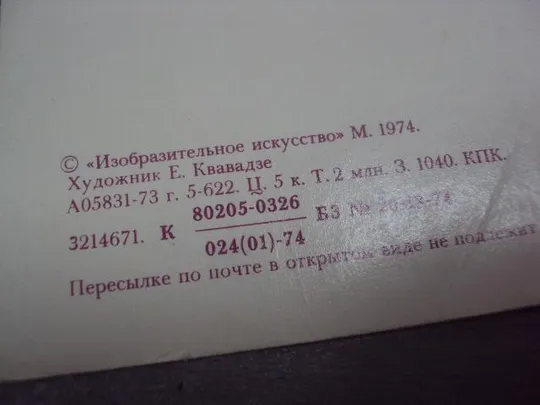 © «Изобразительное искусство» М. 1974.
Художник Е. Квавадзе
А05831-73 г. 5-622. Ц. 5 к. Т. 2 млн. З. 1040. КПК.
3214671. К 80205-0326 БЗ №
024(01)-74
Пересылке по почте в открытом виде не подлежит